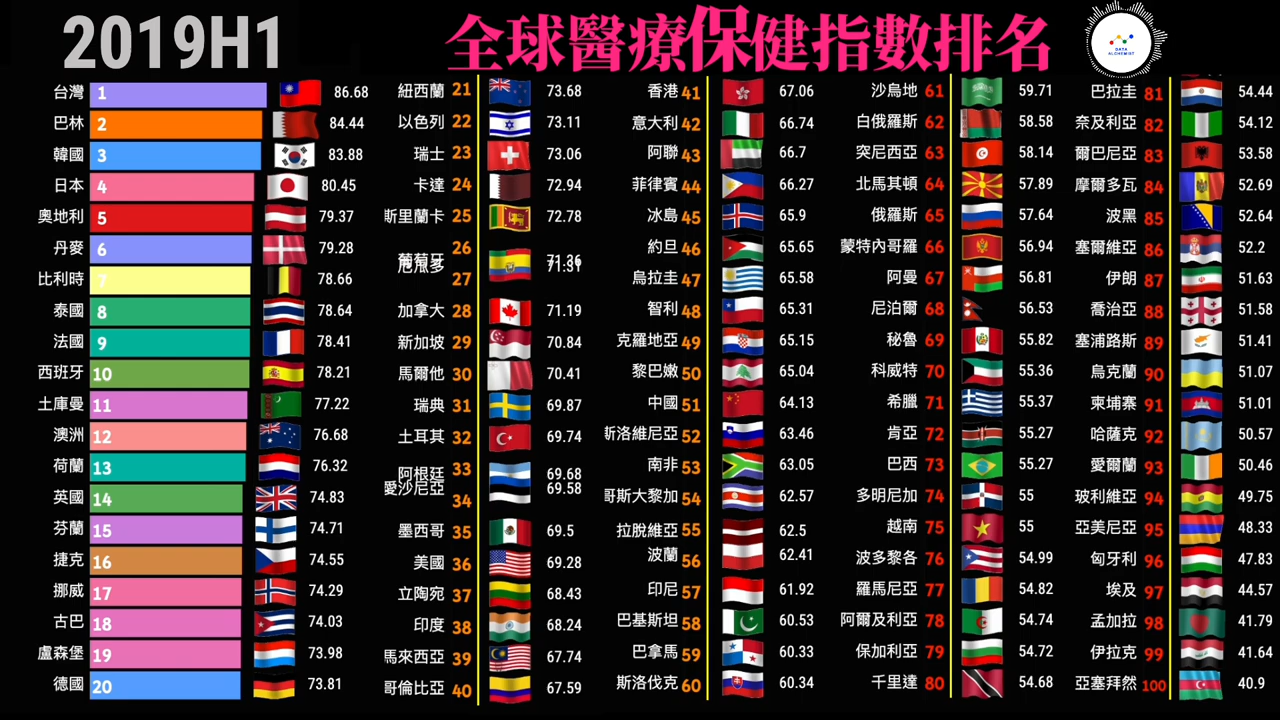 2019H1
全球醫療保健指數排名
DATA ALCHEMIST
台灣 1 86.68
巴林 2 84.44
韓國 3 83.88
日本 4 80.45
奧地利 5 79.37
丹麥 6 79.28
比利時 7 78.66
泰國 8 78.64
法國 9 78.41
西班牙 10 78.21
土庫曼 11 77.22
澳洲 12 76.68
荷蘭 13 76.32
英國 14 74.83
芬蘭 15 74.71
捷克 16 74.55
挪威 17 74.29
古巴 18 74.03
盧森堡 19 73.98
德國 20 73.81
紐西蘭 21 73.68
以色列 22 73.11
瑞士 23 73.06
卡達 24 72.94
斯里蘭卡 25 72.78
26
27 71.31
加拿大 28 71.19
新加坡 29 70.84
馬爾他 30 70.41
瑞典 31 69.87
土耳其 32 69.74
阿根廷 33 69.68
愛沙尼亞 34 69.58
墨西哥 35 69.5
美國 36 69.28
立陶宛 37 68.43
印度 38 68.24
馬來西亞 39 67.74
哥倫比亞 40 67.59
香港 41 67.06
意大利 42 66.74
阿聯 43 66.7
菲律賓 44 66.27
冰島 45 65.9
約旦 46 65.65
烏拉圭 47 65.58
智利 48 65.31
克羅地亞 49 65.15
黎巴嫩 50 65.04
中國 51 64.13
斯洛維尼亞 52 63.46
南非 53 63.05
哥斯大黎加 54 62.57
拉脫維亞 55 62.5
波蘭 56 62.41
印尼 57 61.92
巴基斯坦 58 60.53
巴拿馬 59 60.33
斯洛伐克 60 60.34
沙烏地 61 59.71
白俄羅斯 62 58.58
突尼西亞 63 58.14
北馬其頓 64 57.89
俄羅斯 65 57.64
蒙特內哥羅 66 56.94
阿曼 67 56.81
尼泊爾 68 56.53
秘魯 69 55.82
科威特 70 55.36
希臘 71 55.37
肯亞 72 55.27
巴西 73 55.27
多明尼加 74 55
越南 75 55
波多黎各 76 54.99
羅馬尼亞 77 54.82
阿爾及利亞 78 54.74
保加利亞 79 54.72
千里達 80 54.68
巴拉圭 81 54.44
奈及利亞 82 54.12
爾巴尼亞 83 53.58
摩爾多瓦 84 52.69
波黑 85 52.64
塞爾維亞 86 52.2
伊朗 87 51.63
喬治亞 88 51.58
塞浦路斯 89 51.41
烏克蘭 90 51.07
柬埔寨 91 51.01
哈薩克 92 50.57
愛爾蘭 93 50.46
玻利維亞 94 49.75
亞美尼亞 95 48.33
匈牙利 96 47.83
埃及 97 44.57
孟加拉 98 41.79
伊拉克 99 41.64
亞塞拜然 100 40.9